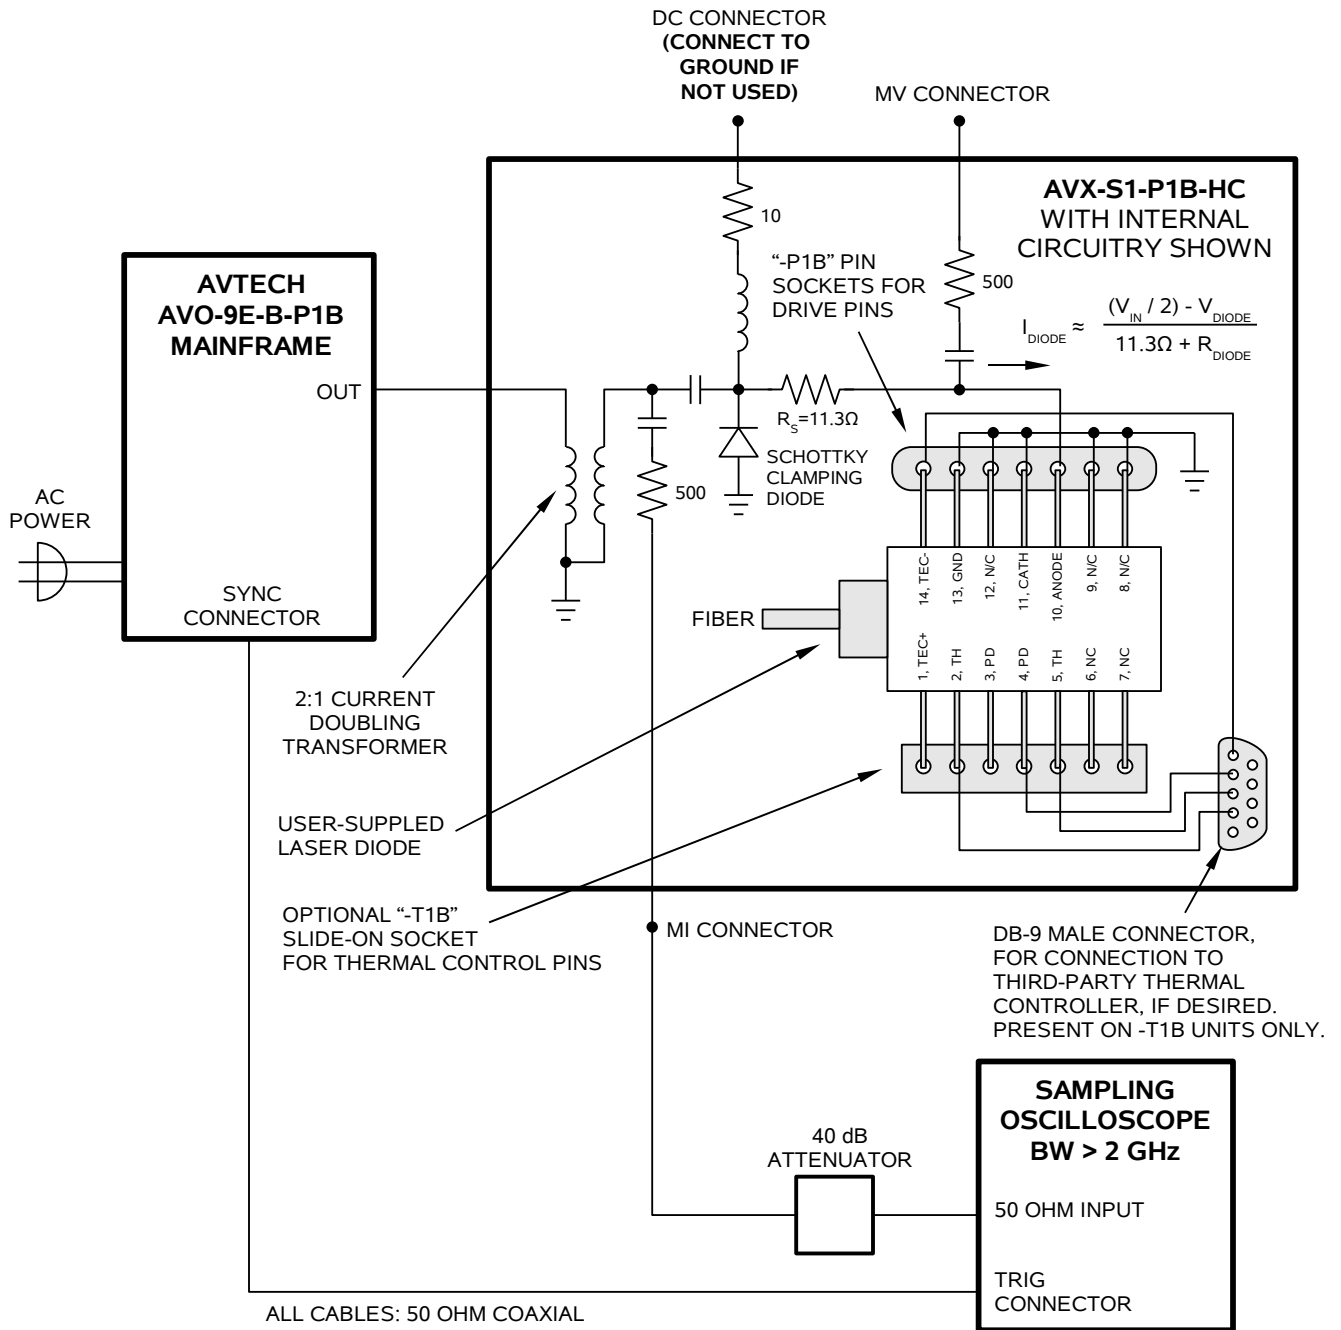 DC CONNECTOR
(CONNECT TO
GROUND IF
NOT USED)
MV CONNECTOR
AVX-S1-P1B-HC
WITH INTERNAL
CIRCUITRY SHOWN
10
500
"-P1B" PIN
SOCKETS FOR
DRIVE PINS
I_DIODE ≈ (V_IN / 2) - V_DIODE
11.3Ω + R_DIODE
AVTECH
AVO-9E-B-P1B
MAINFRAME
OUT
R_S=11.3Ω
SCHOTTKY
CLAMPING
DIODE
500
AC
POWER
SYNC
CONNECTOR
14, TEC-
13, GND
12, N/C
11, CATH
10, ANODE
9, N/C
8, N/C
FIBER
1, TEC+
2, TH
3, PD
4, PD
5, TH
6, NC
7, NC
2:1 CURRENT
DOUBLING
TRANSFORMER
USER-SUPPLED
LASER DIODE
OPTIONAL "-T1B"
SLIDE-ON SOCKET
FOR THERMAL CONTROL PINS
MI CONNECTOR
DB-9 MALE CONNECTOR,
FOR CONNECTION TO
THIRD-PARTY THERMAL
CONTROLLER, IF DESIRED.
PRESENT ON -T1B UNITS ONLY.
SAMPLING
OSCILLOSCOPE
BW > 2 GHz
40 dB
ATTENUATOR
50 OHM INPUT
TRIG
CONNECTOR
ALL CABLES: 50 OHM COAXIAL